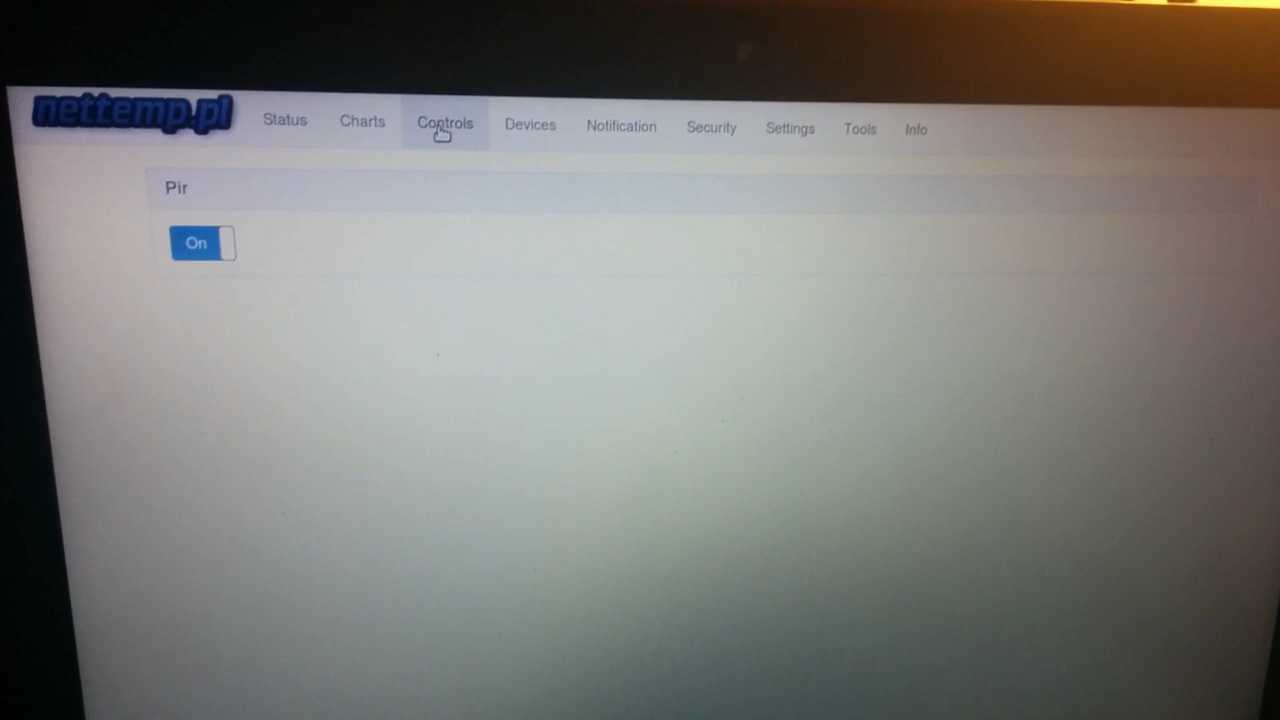 nettemp.pl Status Charts Controls Devices Notification Security Settings Tools Info
Pir
On